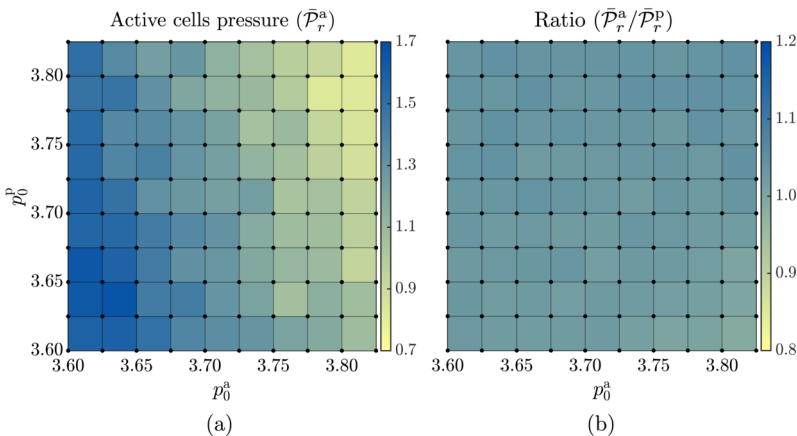 Active cells pressure (𝒫̄ᵣᵃ)
1.7
3.80
1.5
3.75
1.3
p₀ᵖ
3.70
1.1
3.65
0.9
3.60
0.7
3.60 3.65 3.70 3.75 3.80
p₀ᵃ
(a)
Ratio (𝒫̄ᵣᵃ/𝒫̄ᵣᵖ)
1.2
1.1
1.0
0.9
0.8
3.60 3.65 3.70 3.75 3.80
p₀ᵃ
(b)